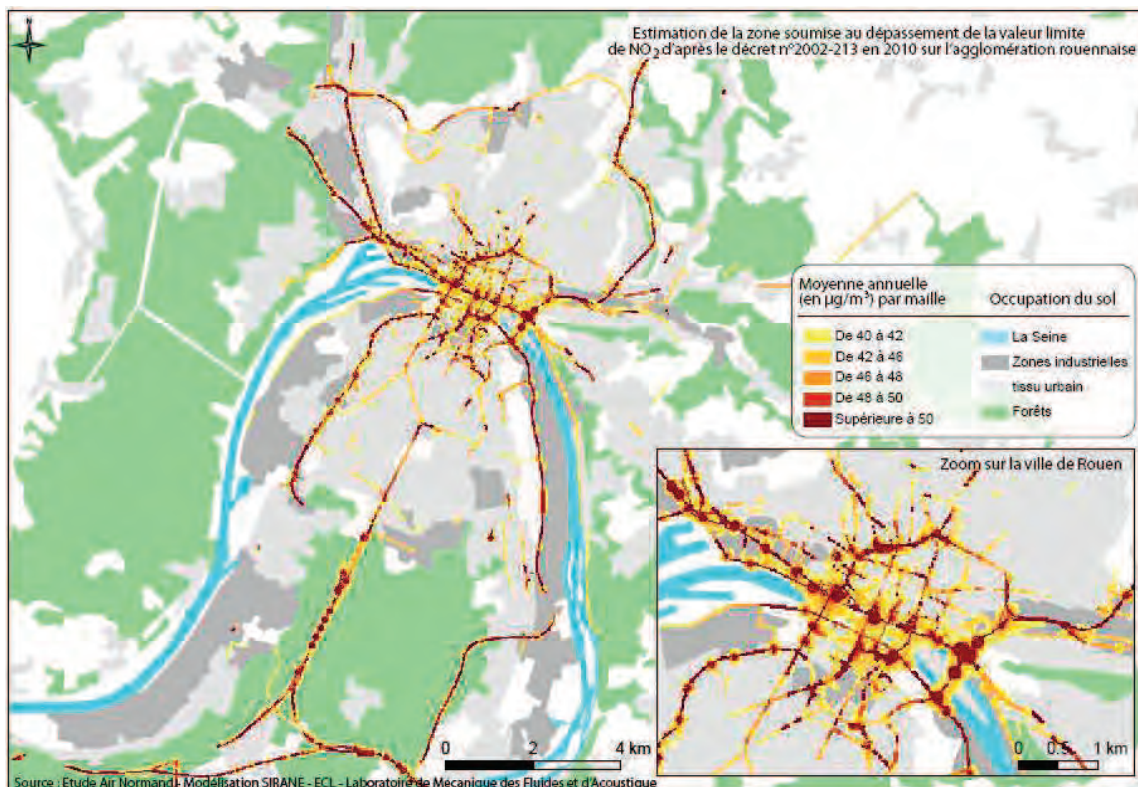 N
Estimation de la zone soumise au dépassement de la valeur limite
de NO2 d'après le décret n°2002-213 en 2010 sur l'agglomération rouennaise
Moyenne annuelle
(en µg/m³) par maille
De 40 à 42
De 42 à 46
De 46 à 48
De 48 à 50
Supérieure à 50
Occupation du sol
La Seine
Zones industrielles
tissu urbain
Forêts
Zoom sur la ville de Rouen
0 0.5 1 km
0 2 4 km
Source : Etude Air Normand - Modélisation SIRANE - ECL - Laboratoire de Mécanique des Fluides et d'Acoustique